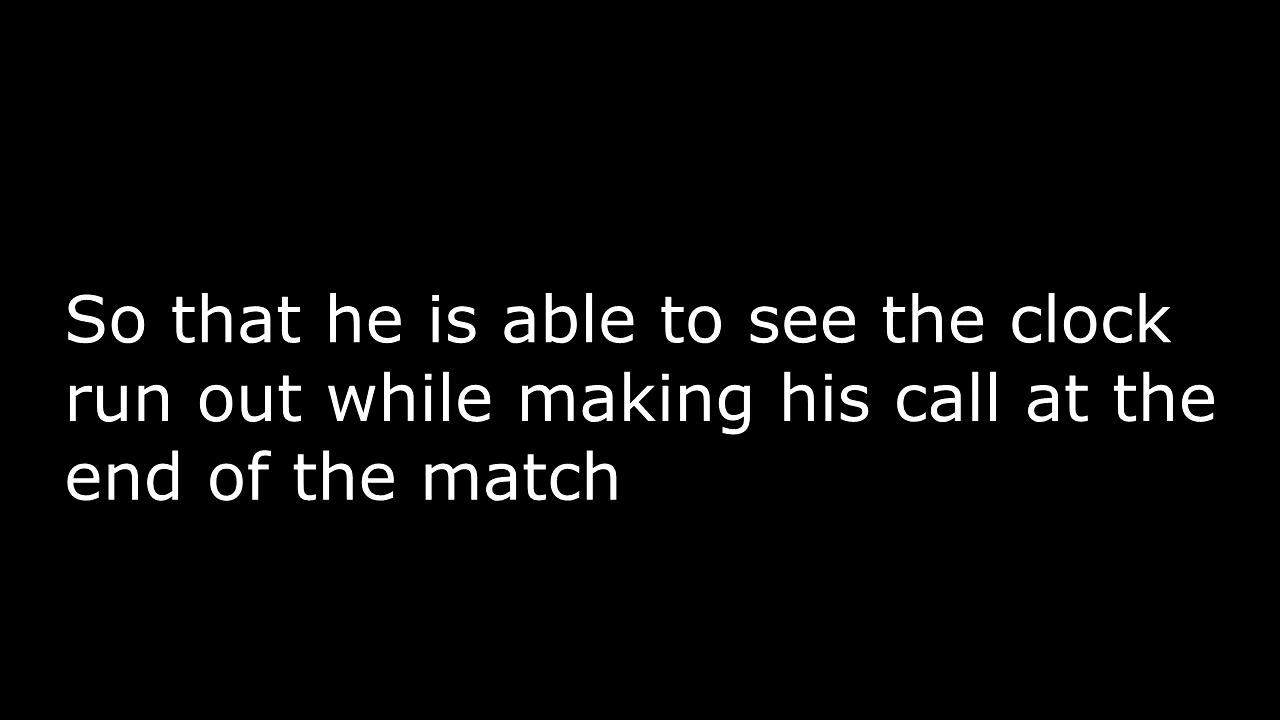 So that he is able to see the clock
run out while making his call at the
end of the match